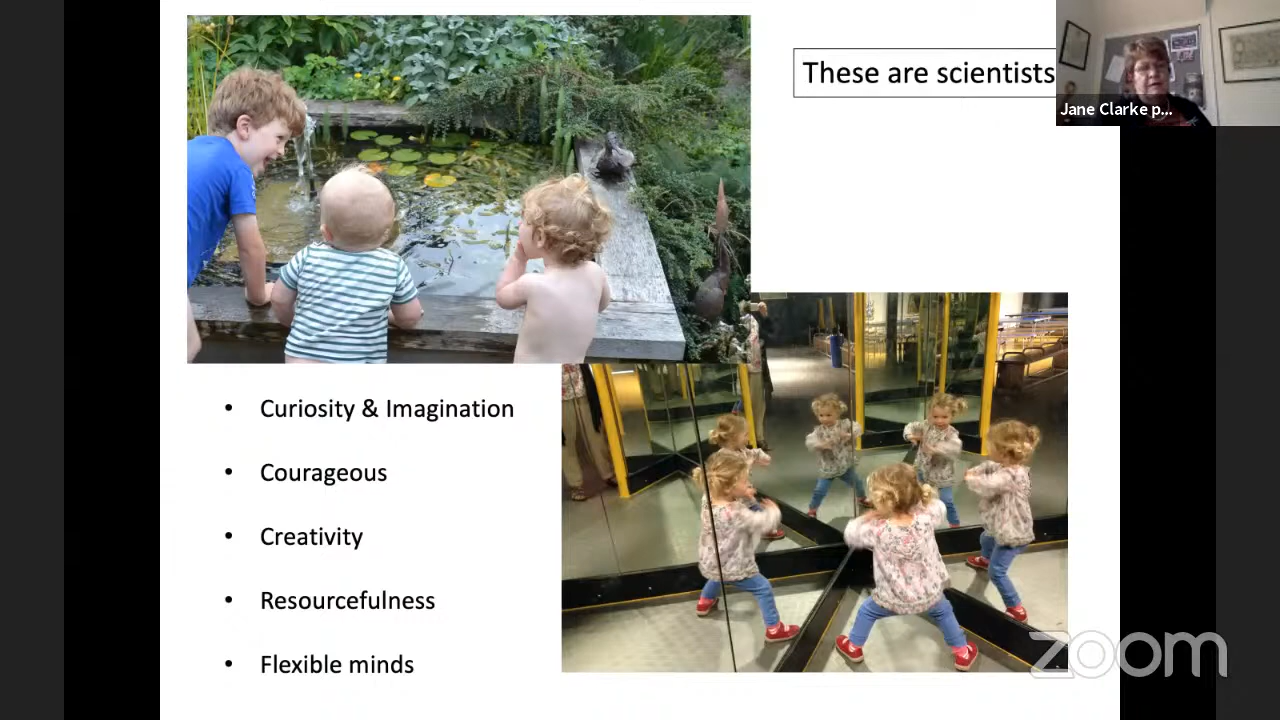 These are scientists
Jane Clarke p...
• Curiosity & Imagination
• Courageous
• Creativity
• Resourcefulness
• Flexible minds
zoom